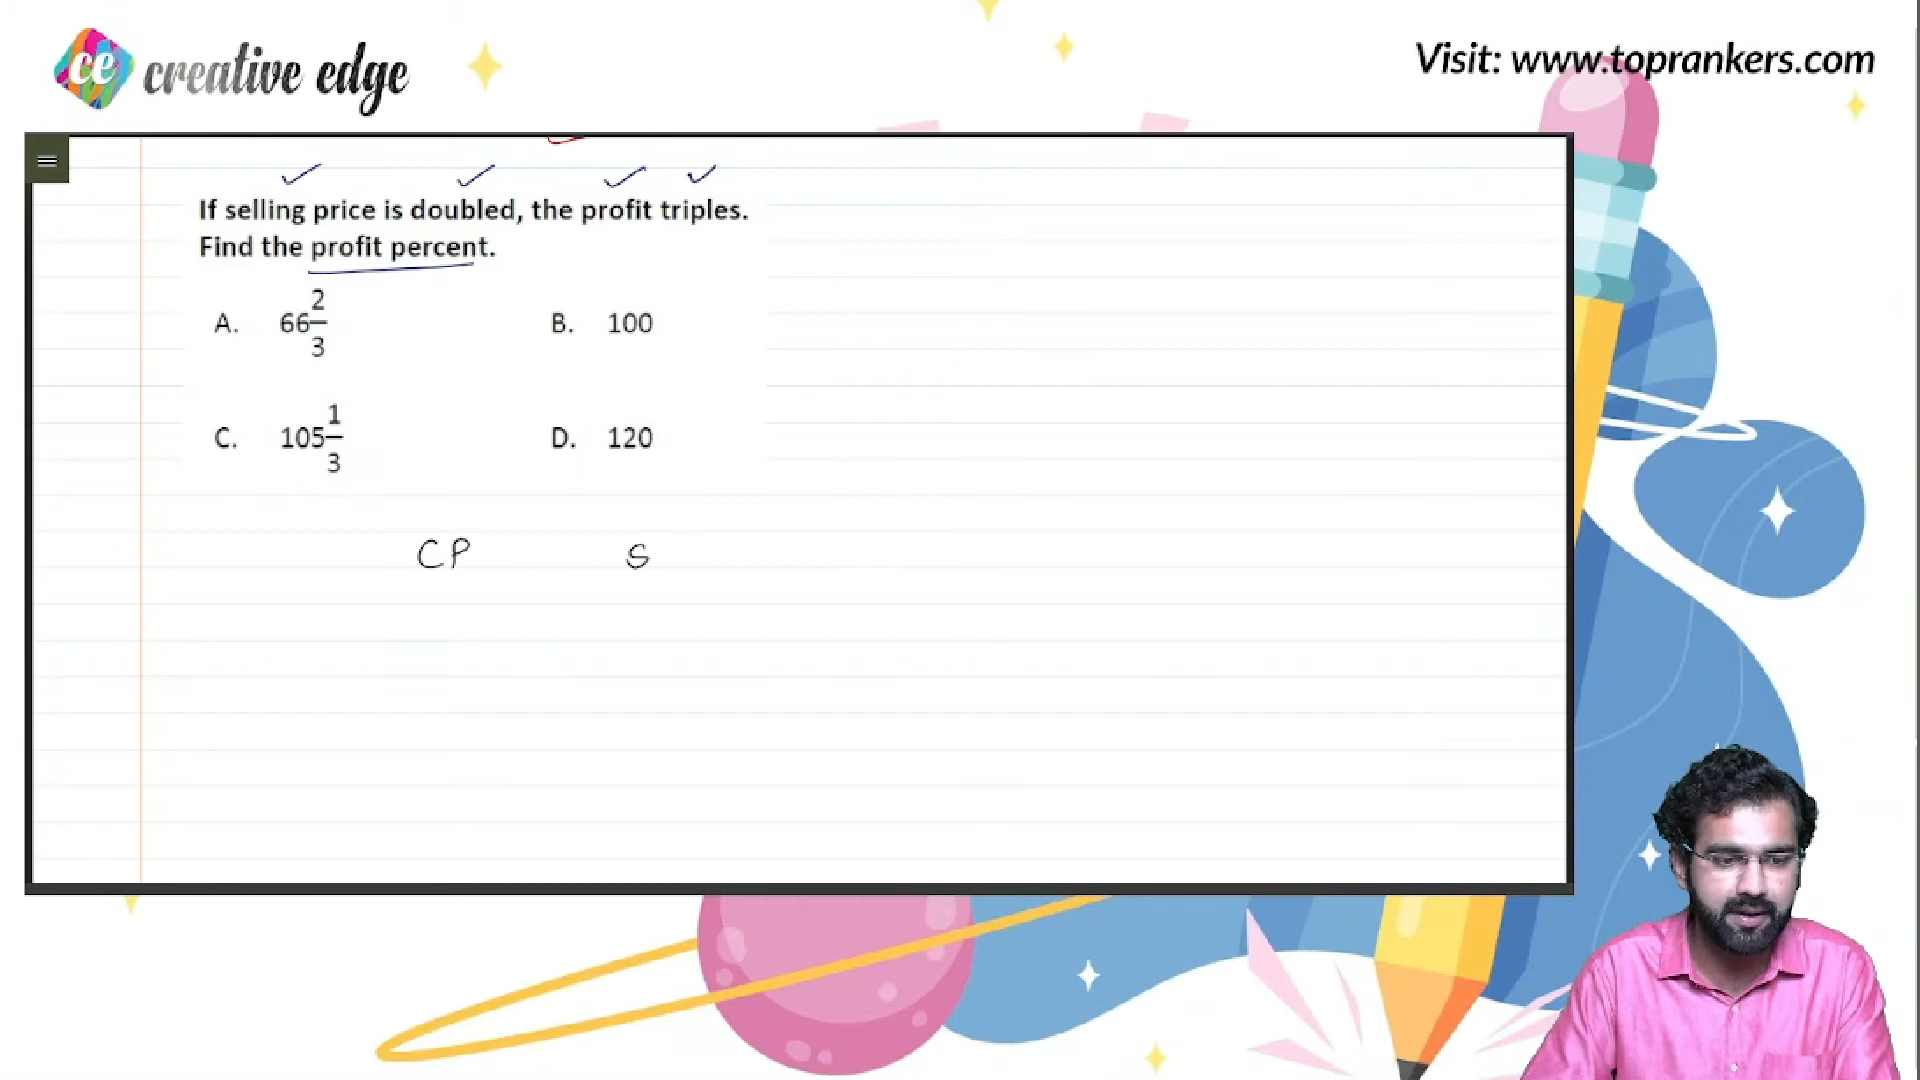 ce creative edge
Visit: www.toprankers.com
If selling price is doubled, the profit triples.
Find the profit percent.
A. 66 2/3 B. 100
C. 105 1/3 D. 120
CP S